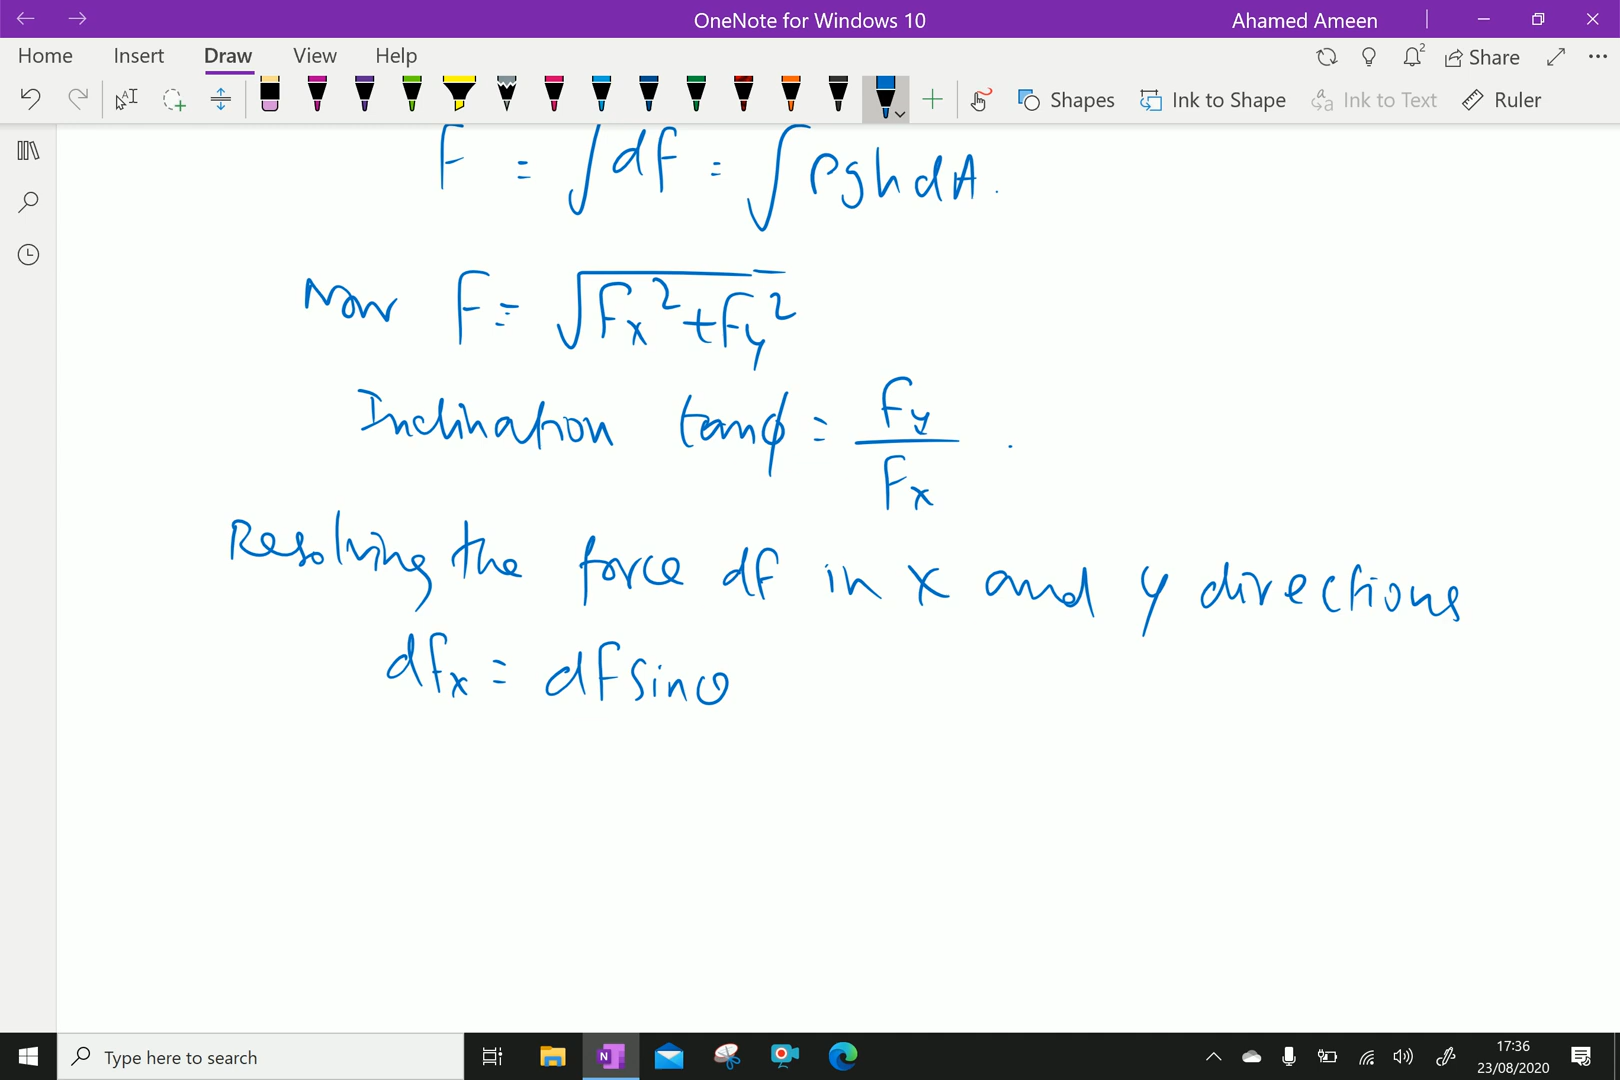 OneNote for Windows 10
Ahamed Ameen
Home Insert Draw View Help
2 Share
Shapes Ink to Shape Ink to Text Ruler
F = ∫ dF = ∫ ρghdA.
Now F = √Fx² + Fy²
Inclination tanϕ = Fy / Fx .
Resolving the force dF in x and y directions
dFx = dF sinθ
Type here to search
17:36
23/08/2020